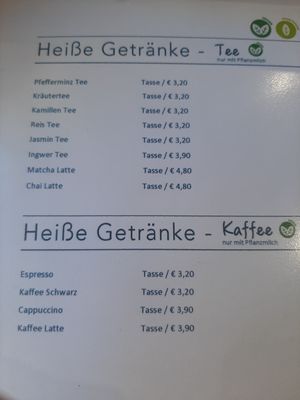 Heiße Getränke - Tee
nur mit Pflanzmilch
Pfefferminz Tee Tasse / € 3,20
Kräutertee Tasse / € 3,20
Kamillen Tee Tasse / € 3,20
Reis Tee Tasse / € 3,20
Jasmin Tee Tasse / € 3,20
Ingwer Tee Tasse / € 3,90
Matcha Latte Tasse / € 4,80
Chai Latte Tasse / € 4,80
Heiße Getränke - Kaffee
nur mit Pflanzmilch
Espresso Tasse / € 3,20
Kaffee Schwarz Tasse / € 3,20
Cappuccino Tasse / € 3,90
Kaffee Latte Tasse / € 3,90